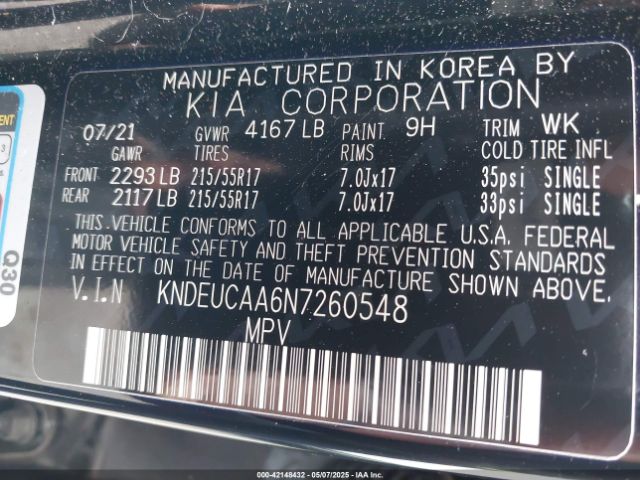 MANUFACTURED IN KOREA BY
KIA CORPORATION
07/21 GVWR 4167 LB PAINT 9H TRIM WK
GAWR TIRES RIMS COLD TIRE INFL
FRONT 2293 LB 215/55R17 7.0Jx17 35psi SINGLE
REAR 2117 LB 215/55R17 7.0Jx17 33psi SINGLE
THIS VEHICLE CONFORMS TO ALL APPLICABLE U.S.A. FEDERAL
MOTOR VEHICLE SAFETY AND THEFT PREVENTION STANDARDS
IN EFFECT ON THE DATE OF MANUFACTURE SHOWN ABOVE.
V.I.N KNDEUCAA6N7260548
MPV
Q30
3
000-42148432 - 05/07/2025 - IAA Inc.